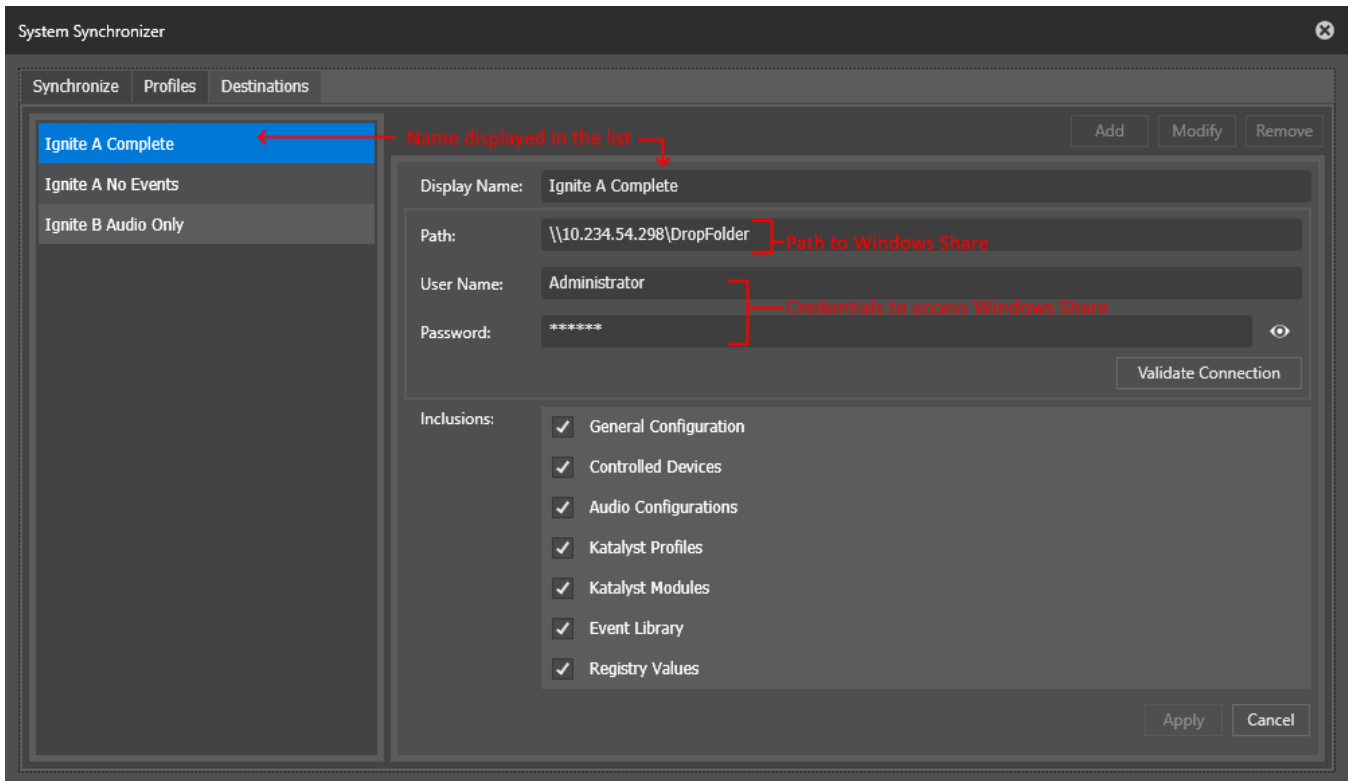 System Synchronizer
Synchronize Profiles Destinations
Ignite A Complete
Ignite A No Events
Ignite B Audio Only
Name displayed in the list
Add Modify Remove
Display Name: Ignite A Complete
Path: \\10.234.54.298\DropFolder
Path to Windows Share
User Name: Administrator
Credentials to access Windows Share
Password: ******
Validate Connection
Inclusions:
General Configuration
Controlled Devices
Audio Configurations
Katalyst Profiles
Katalyst Modules
Event Library
Registry Values
Apply Cancel